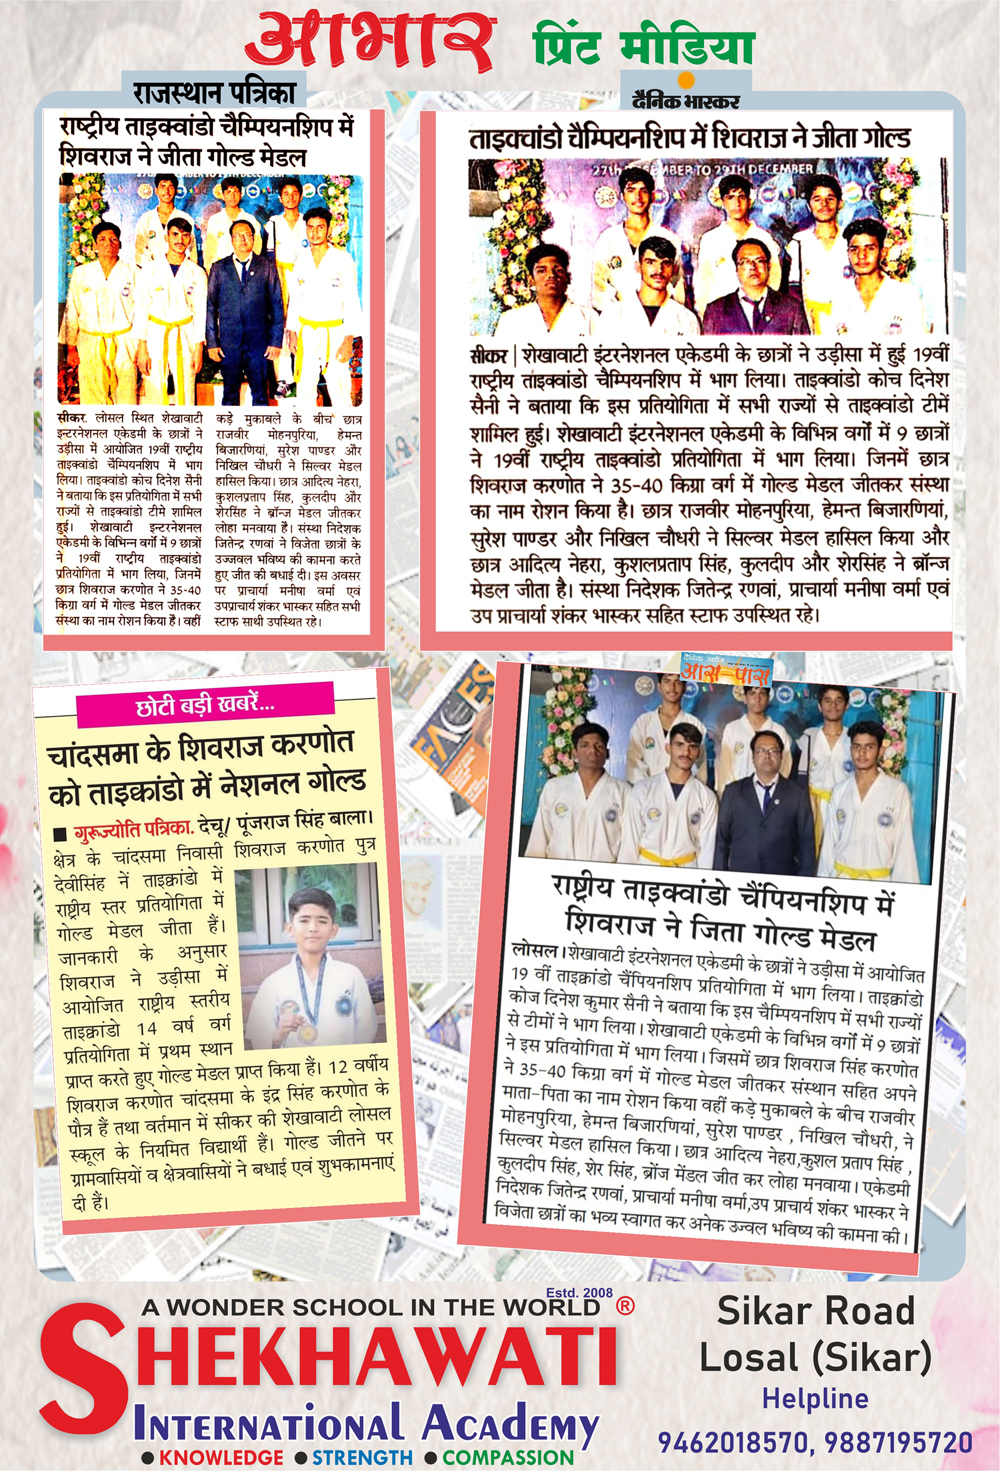 आभार प्रिंट मीडिया
राजस्थान पत्रिका
राष्ट्रीय ताइक्वांडो चैम्पियनशिप में
शिवराज ने जीता गोल्ड मेडल
सीकर. लोसल स्थित शेखावाटी
इन्टरनेशनल एकेडमी के छात्रों ने
उड़ीसा में आयोजित 19वीं राष्ट्रीय
ताइक्वांडो चैम्पियनशिप में भाग
लिया। ताइक्वांडो कोच दिनेश सैनी
ने बताया कि इस प्रतियोगिता में सभी
राज्यों से ताइक्वांडो टीमे शामिल
हुई। शेखावाटी इन्टरनेशनल
एकेडमी के विभिन्न वर्गों में 9 छात्रों
ने 19वीं राष्ट्रीय ताइक्वांडो
प्रतियोगिता में भाग लिया, जिनमें
छात्र शिवराज करणोत ने 35-40
किग्रा वर्ग में गोल्ड मेडल जीतकर
संस्था का नाम रोशन किया है। वहीं
कड़े मुकाबले के बीच छात्र
राजवीर मोहनपुरिया, हेमन्त
बिजारणियां, सुरेश पाण्डर और
निखिल चौधरी ने सिल्वर मेडल
हासिल किया। छात्र आदित्य नेहरा,
कुशलप्रताप सिंह, कुलदीप और
शेरसिंह ने ब्रॉन्ज मेडल जीतकर
लोहा मनवाया है। संस्था निदेशक
जितेन्द्र रणवां ने विजेता छात्रों के
उज्जवल भविष्य की कामना करते
हुए जीत की बधाई दी। इस अवसर
पर प्राचार्या मनीषा वर्मा एवं
उपप्राचार्य शंकर भास्कर सहित सभी
स्टाफ साथी उपस्थित रहे।
दैनिक भास्कर
ताइक्वांडो चैम्पियनशिप में शिवराज ने जीता गोल्ड
27th EMBER TO 29TH DECEMBER
सीकर | शेखावाटी इंटरनेशनल एकेडमी के छात्रों ने उड़ीसा में हुई 19वीं
राष्ट्रीय ताइक्वांडो चैम्पियनशिप में भाग लिया। ताइक्वांडो कोच दिनेश
सैनी ने बताया कि इस प्रतियोगिता में सभी राज्यों से ताइक्वांडो टीमें
शामिल हुई। शेखावाटी इंटरनेशनल एकेडमी के विभिन्न वर्गों में 9 छात्रों
ने 19वीं राष्ट्रीय ताइक्वांडो प्रतियोगिता में भाग लिया। जिनमें छात्र
शिवराज करणोत ने 35-40 किग्रा वर्ग में गोल्ड मेडल जीतकर संस्था
का नाम रोशन किया है। छात्र राजवीर मोहनपुरिया, हेमन्त बिजारणियां,
सुरेश पाण्डर और निखिल चौधरी ने सिल्वर मेडल हासिल किया और
छात्र आदित्य नेहरा, कुशलप्रताप सिंह, कुलदीप और शेरसिंह ने ब्रॉन्ज
मेडल जीता है। संस्था निदेशक जितेन्द्र रणवां, प्राचार्या मनीषा वर्मा एवं
उप प्राचार्या शंकर भास्कर सहित स्टाफ उपस्थित रहे।
छोटी बड़ी खबरें...
चांदसमा के शिवराज करणोत
को ताइक्वांडो में नेशनल गोल्ड
■ गुरूज्योति पत्रिका. देचू/ पूंजराज सिंह बाला।
क्षेत्र के चांदसमा निवासी शिवराज करणोत पुत्र
देवीसिंह नें ताइक्वांडो में
राष्ट्रीय स्तर प्रतियोगिता में
गोल्ड मेडल जीता हैं।
जानकारी के अनुसार
शिवराज ने उड़ीसा में
आयोजित राष्ट्रीय स्तरीय
ताइक्वांडो 14 वर्ष वर्ग
प्रतियोगिता में प्रथम स्थान
प्राप्त करते हुए गोल्ड मेडल प्राप्त किया हैं। 12 वर्षीय
शिवराज करणोत चांदसमा के इंद्र सिंह करणोत के
पौत्र हैं तथा वर्तमान में सीकर की शेखावाटी लोसल
स्कूल के नियमित विद्यार्थी हैं। गोल्ड जीतने पर
ग्रामवासियों व क्षेत्रवासियों ने बधाई एवं शुभकामनाएं
दी हैं।
आस-पास
राष्ट्रीय ताइक्वांडो चैंपियनशिप में
शिवराज ने जिता गोल्ड मेडल
लोसल। शेखावाटी इंटरनेशनल एकेडमी के छात्रों ने उड़ीसा में आयोजित
19 वीं ताइक्वांडो चैंपियनशिप प्रतियोगिता में भाग लिया। ताइक्वांडो
कोज दिनेश कुमार सैनी ने बताया कि इस चैम्पियनशिप में सभी राज्यों
से टीमों ने भाग लिया। शेखावाटी एकेडमी के विभिन्न वर्गों में 9 छात्रों
ने इस प्रतियोगिता में भाग लिया। जिसमें छात्र शिवराज सिंह करणोत
ने 35-40 किग्रा वर्ग में गोल्ड मेडल जीतकर संस्थान सहित अपने
माता-पिता का नाम रोशन किया वहीं कड़े मुकाबले के बीच राजवीर
मोहनपुरिया, हेमन्त बिजारणियां, सुरेश पाण्डर , निखिल चौधरी, ने
सिल्वर मेडल हासिल किया। छात्र आदित्य नेहरा,कुशल प्रताप सिंह ,
कुलदीप सिंह, शेर सिंह, ब्रोंज मेंडल जीत कर लोहा मनवाया। एकेडमी
निदेशक जितेन्द्र रणवां, प्राचार्या मनीषा वर्मा,उप प्राचार्य शंकर भास्कर ने
विजेता छात्रों का भव्य स्वागत कर अनेक उज्वल भविष्य की कामना की।
Estd. 2008
A WONDER SCHOOL IN THE WORLD ®
SHEKHAWATI
INTERNATIONAL ACADEMY
● KNOWLEDGE ● STRENGTH ● COMPASSION
Sikar Road
Losal (Sikar)
Helpline
9462018570, 9887195720